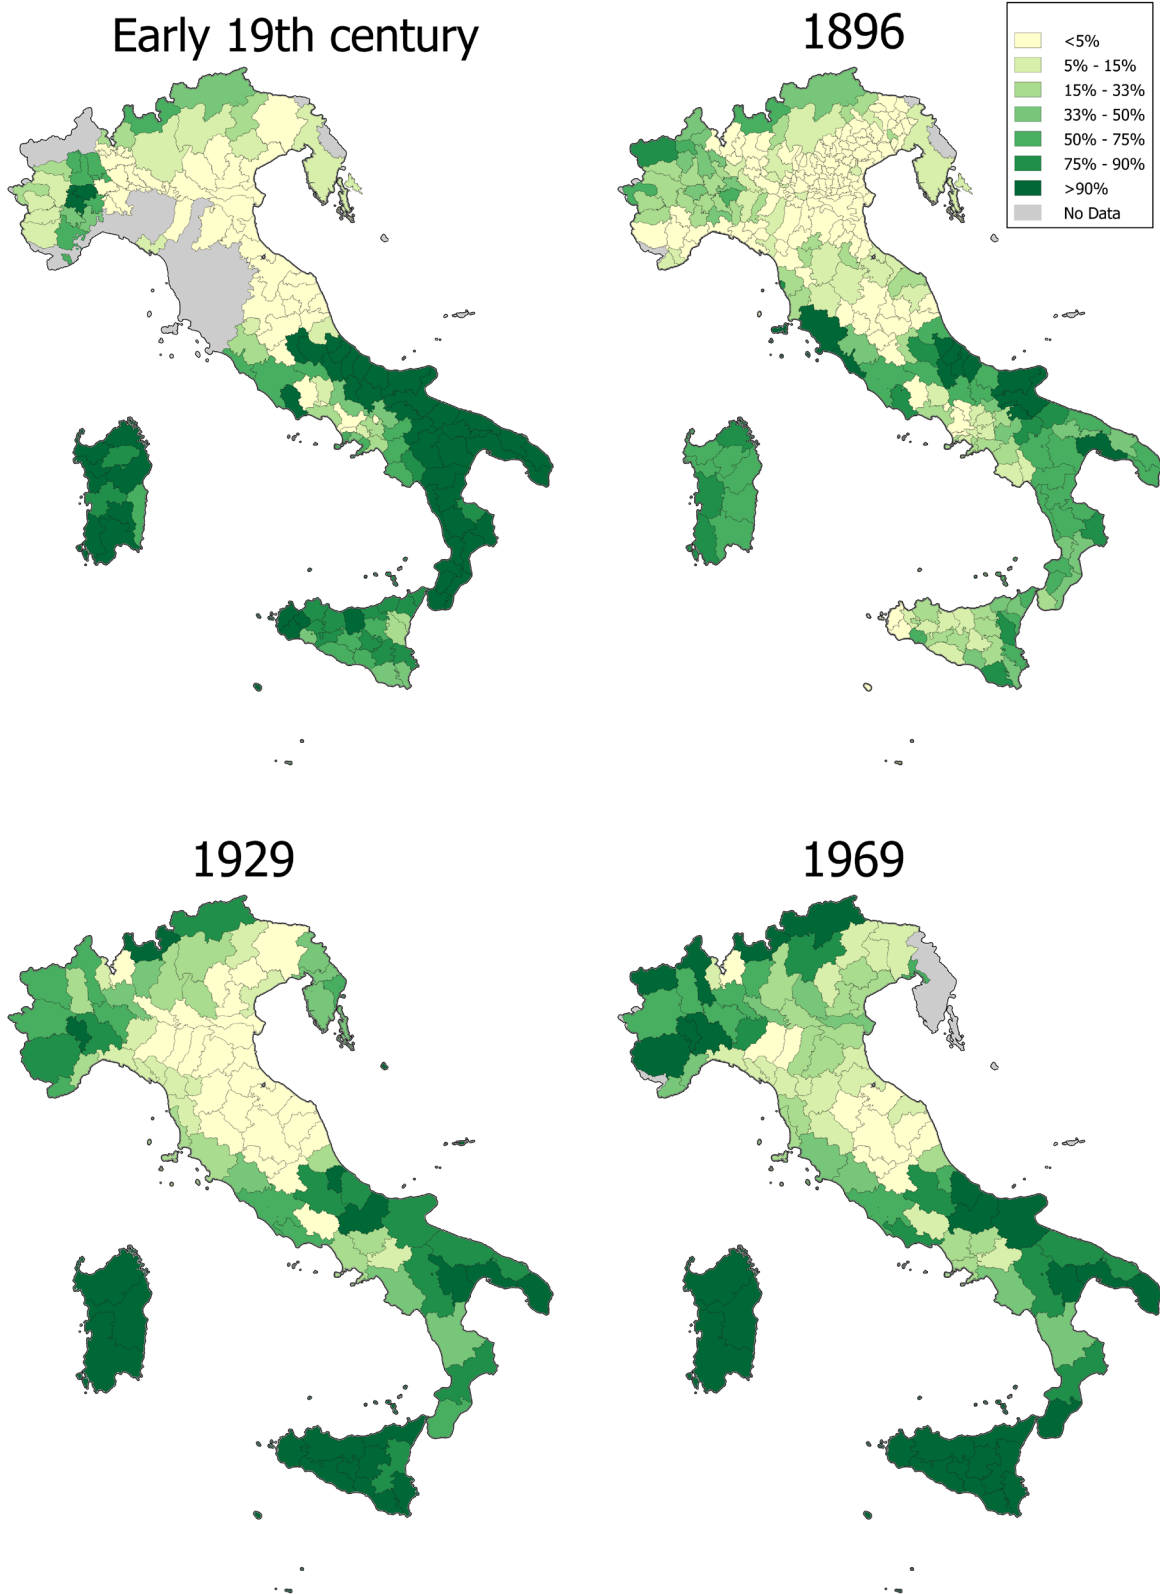 Early 19th century
1896
<5%
5% - 15%
15% - 33%
33% - 50%
50% - 75%
75% - 90%
>90%
No Data
1929
1969